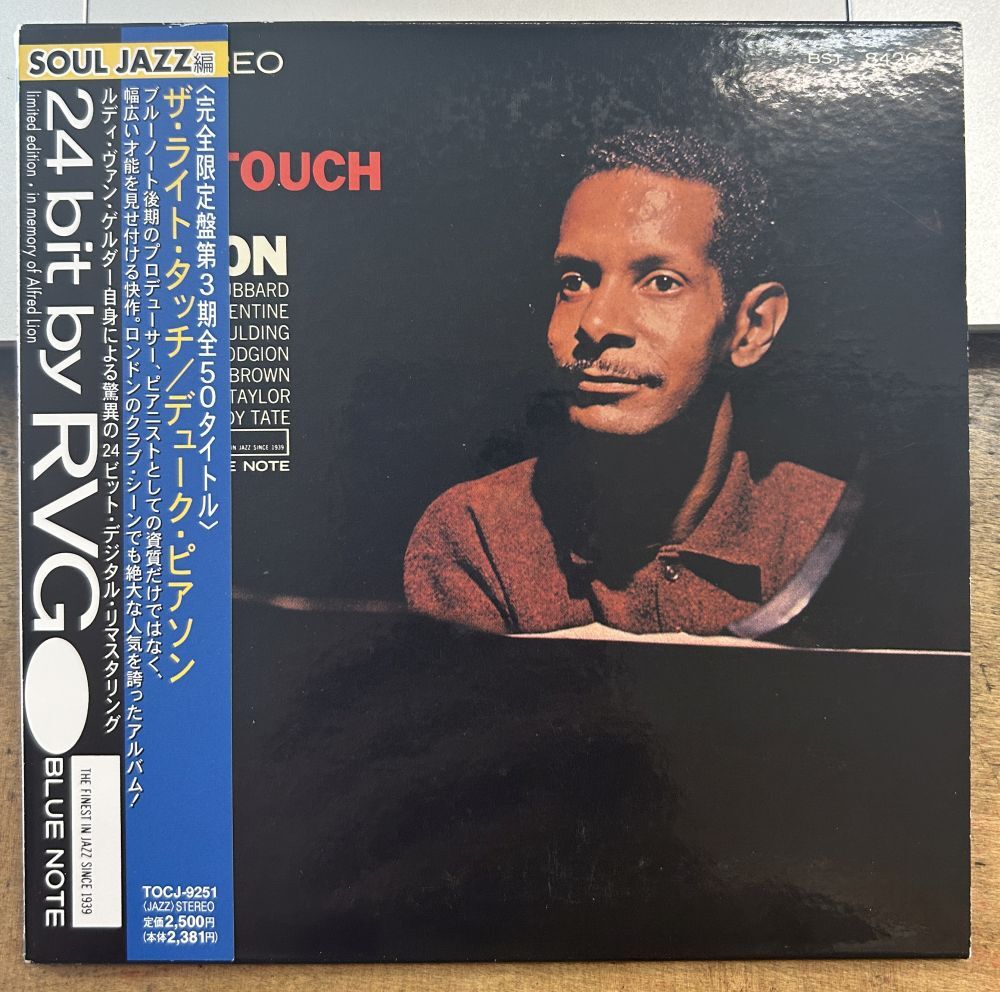 SOUL JAZZ編
24 bit by RVG
limited edition・in memory of Alfred Lion
〈完全限定盤第3期全50タイトル〉
ザ・ライト・タッチ/デューク・ピアソン
ブルーノート後期のプロデューサー、ピアニストとしての資質だけではなく、
幅広い才能を見せ付ける快作。ロンドンのクラブ・シーンでも絶大な人気を誇ったアルバム!
ルディ・ヴァン・ゲルダー自身による驚異の24ビット・デジタル・リマスタリング
BLUE NOTE
THE FINEST IN JAZZ SINCE 1939
TOCJ-9251
〈JAZZ〉STEREO
定価2,500円
(本体2,381円)
REO
BST 84267
TOUCH
ON
UBBARD
ENTINE
ULDING
ODGION
BROWN
TAYLOR
DY TATE
IN JAZZ SINCE 1939
E NOTE